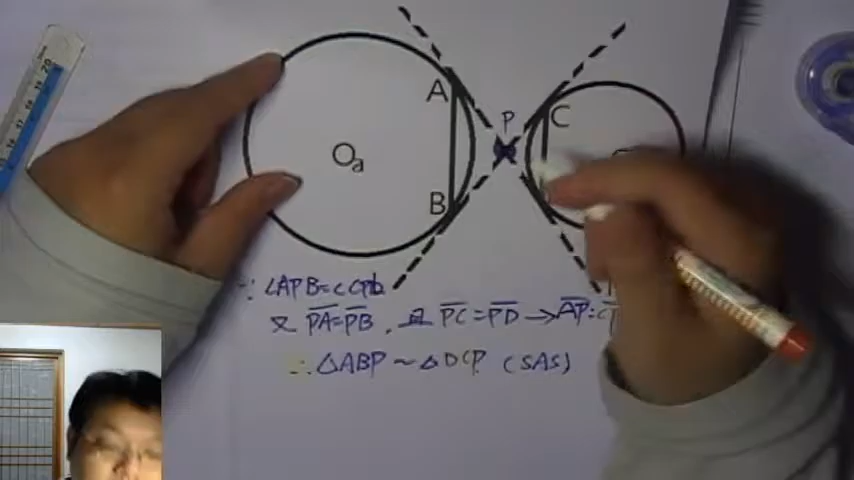 A
P
C
Oa
B
∵ ∠APB=∠CPD
又 PA=PB, 且 PC=PD → AP:CP
∴ △ABP ~ △DCP (SAS)